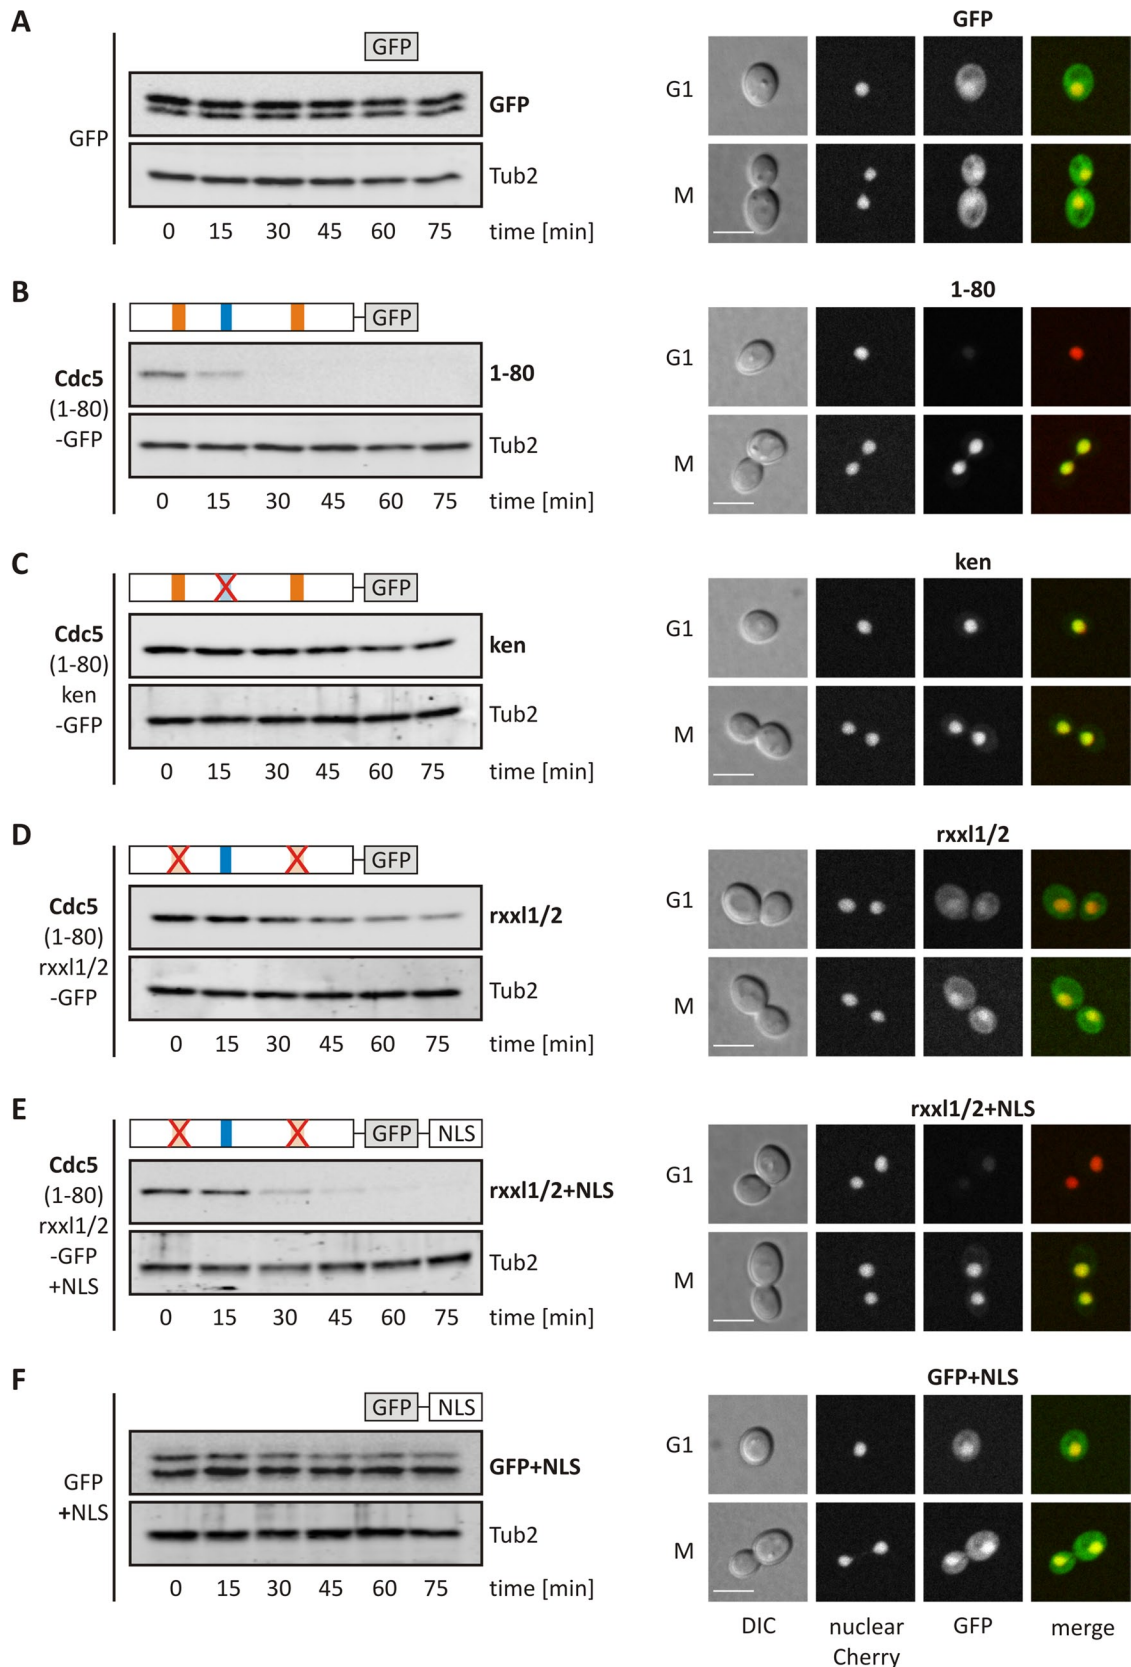 A
GFP
GFP
GFP
GFP
Tub2
0 15 30 45 60 75 time [min]
G1
M
B
1-80
GFP
Cdc5
(1-80)
-GFP
1-80
Tub2
0 15 30 45 60 75 time [min]
G1
M
C
ken
GFP
Cdc5
(1-80)
ken
-GFP
ken
Tub2
0 15 30 45 60 75 time [min]
G1
M
D
rxxl1/2
GFP
Cdc5
(1-80)
rxxl1/2
-GFP
rxxl1/2
Tub2
0 15 30 45 60 75 time [min]
G1
M
E
rxxl1/2+NLS
GFP NLS
Cdc5
(1-80)
rxxl1/2
-GFP
+NLS
rxxl1/2+NLS
Tub2
0 15 30 45 60 75 time [min]
G1
M
F
GFP+NLS
GFP NLS
GFP
+NLS
GFP+NLS
Tub2
0 15 30 45 60 75 time [min]
G1
M
DIC nuclear Cherry GFP merge